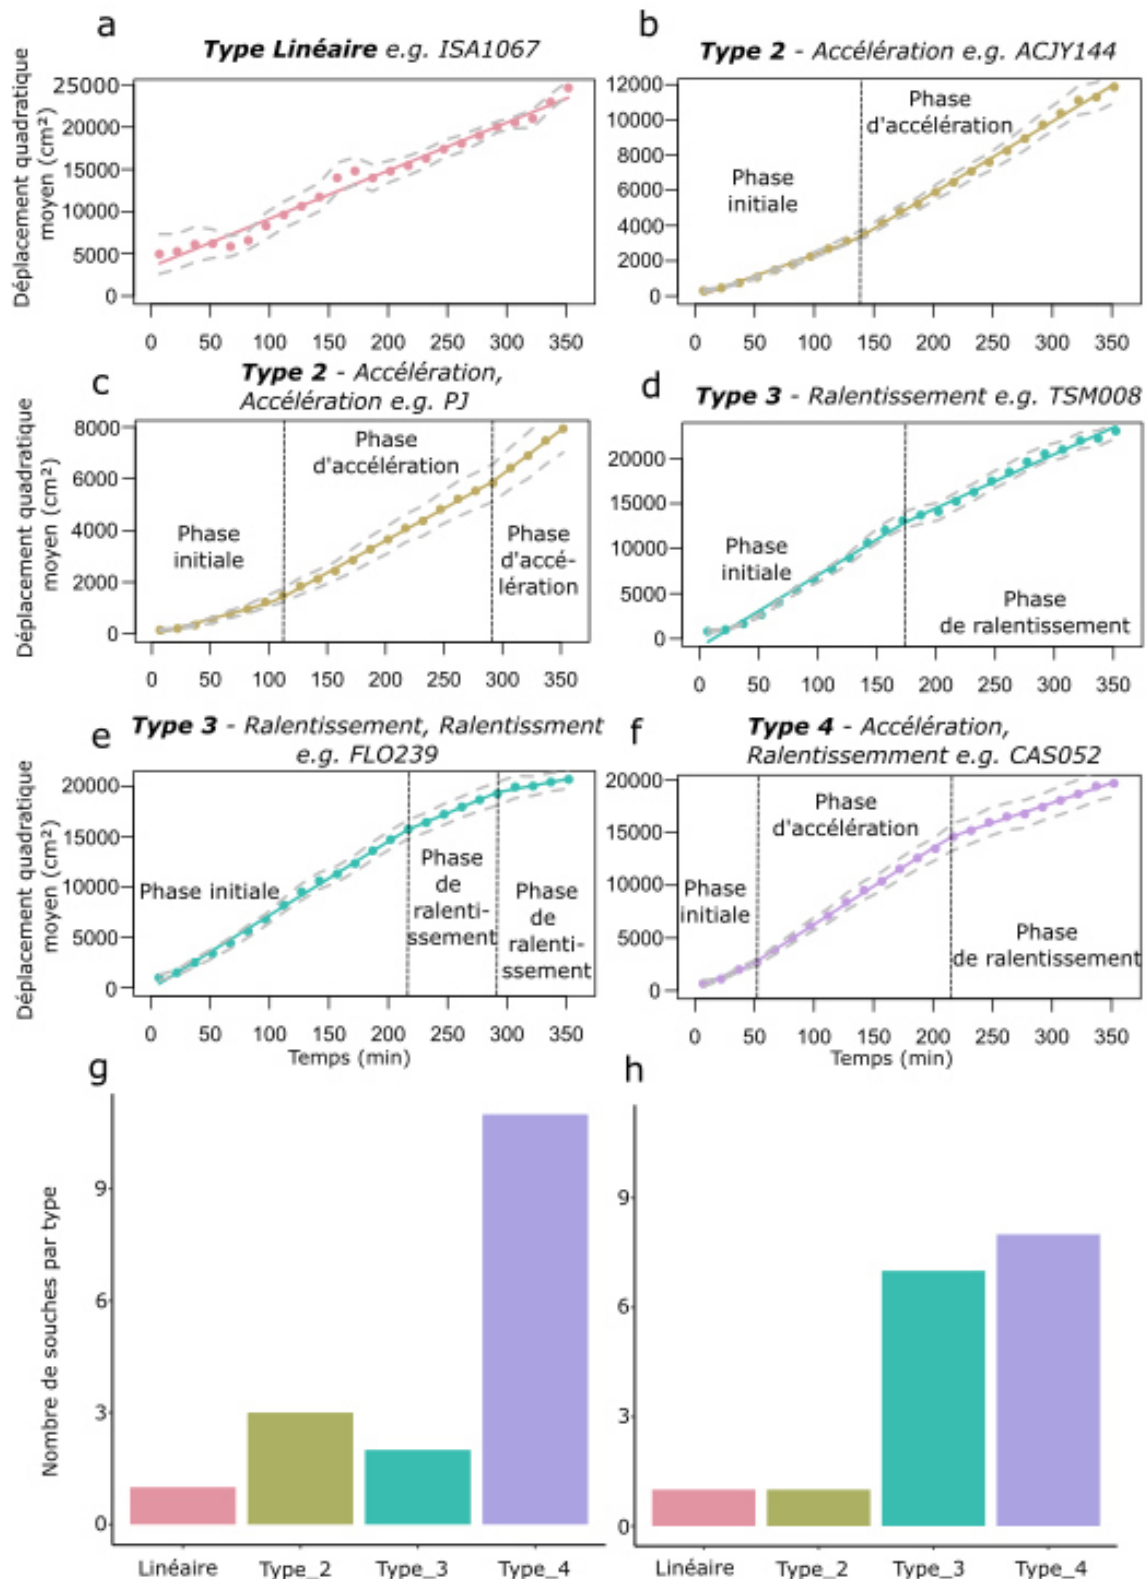 a
Type Linéaire e.g. ISA1067
Déplacement quadratique
moyen (cm²)
25000
20000
15000
10000
5000
0
0 50 100 150 200 250 300 350
b
Type 2 - Accélération e.g. ACJY144
12000
10000
8000
6000
4000
2000
0
Phase
initiale
Phase
d'accélération
0 50 100 150 200 250 300 350
c
Type 2 - Accélération,
Accélération e.g. PJ
Déplacement quadratique
moyen (cm²)
8000
6000
4000
2000
0
Phase
initiale
Phase
d'accélération
Phase
d'accé-
lération
0 50 100 150 200 250 300 350
d
Type 3 - Ralentissement e.g. TSM008
20000
15000
10000
5000
0
Phase
initiale
Phase
de ralentissement
0 50 100 150 200 250 300 350
e
Type 3 - Ralentissement, Ralentissment
e.g. FLO239
Déplacement quadratique
moyen (cm²)
20000
15000
10000
5000
0
Phase initiale
Phase
de
ralenti-
ssement
Phase
de
ralenti-
ssement
0 50 100 150 200 250 300 350
Temps (min)
f
Type 4 - Accélération,
Ralentissemment e.g. CAS052
20000
15000
10000
5000
0
Phase
initiale
Phase
d'accélération
Phase
de ralentissement
0 50 100 150 200 250 300 350
Temps (min)
g
Nombre de souches par type
9
6
3
0
Linéaire Type_2 Type_3 Type_4
h
9
6
3
0
Linéaire Type_2 Type_3 Type_4